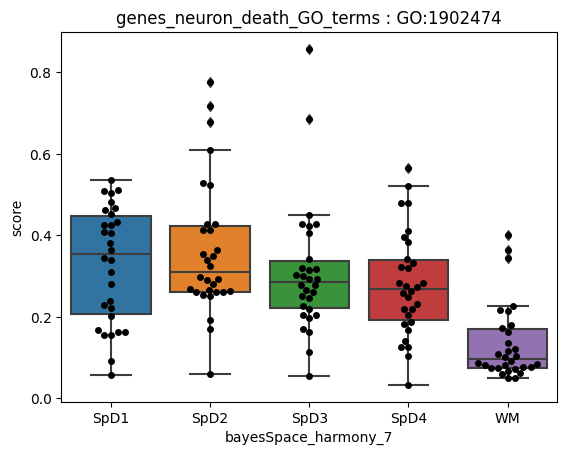 genes_neuron_death_GO_terms : GO:1902474
score
0.8
0.6
0.4
0.2
0.0
SpD1 SpD2 SpD3 SpD4 WM
bayesSpace_harmony_7